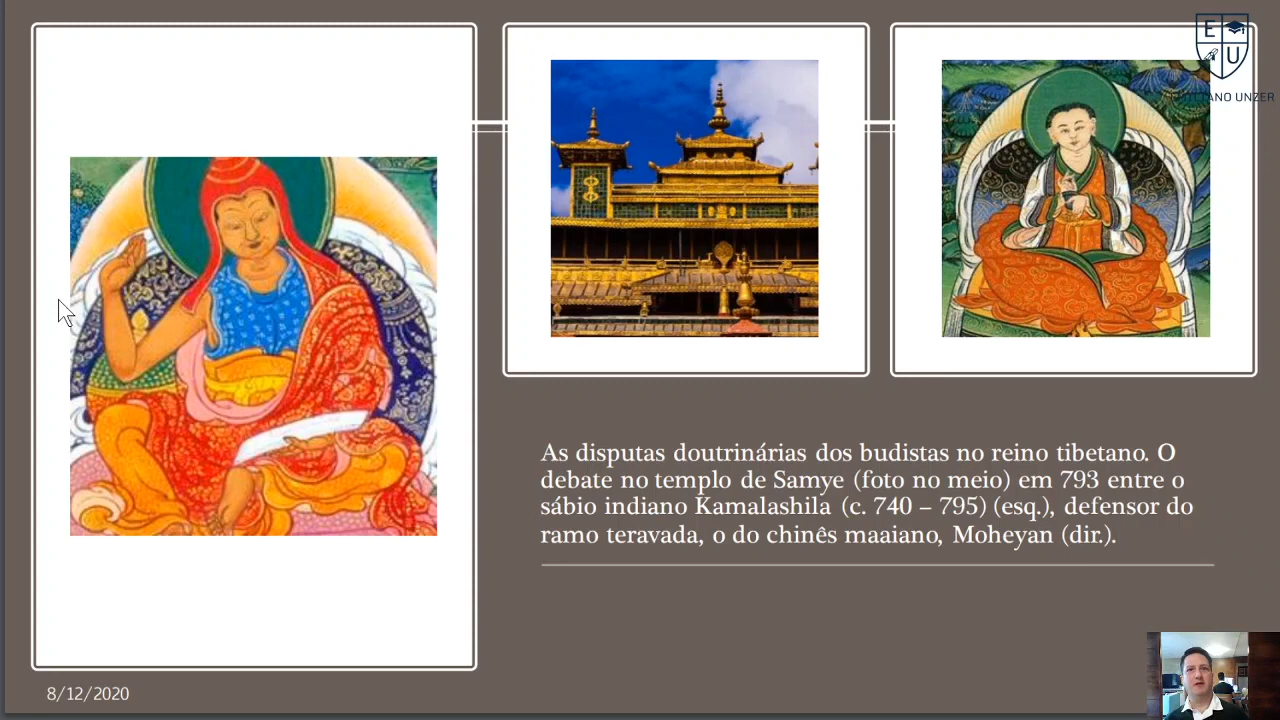 E
U
ANO UNZER
As disputas doutrinárias dos budistas no reino tibetano. O
debate no templo de Samye (foto no meio) em 793 entre o
sábio indiano Kamalashila (c. 740 – 795) (esq.), defensor do
ramo teravada, o do chinês maaiano, Moheyan (dir.).
8/12/2020